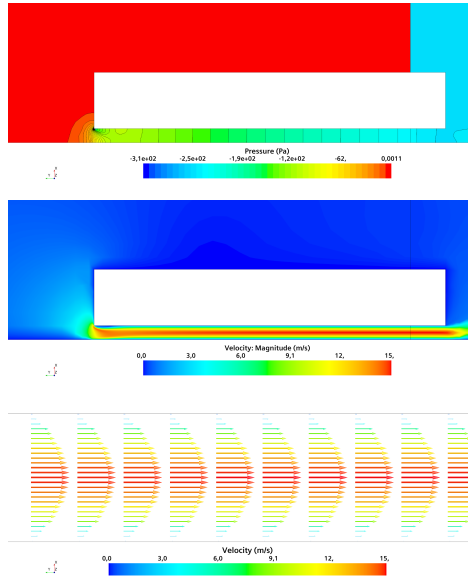 Pressure (Pa)
-3,1e+02 -2,5e+02 -1,9e+02 -1,2e+02 -62, 0,0011
Velocity: Magnitude (m/s)
0,0 3,0 6,0 9,1 12, 15,
Velocity (m/s)
0,0 3,0 6,0 9,1 12, 15,